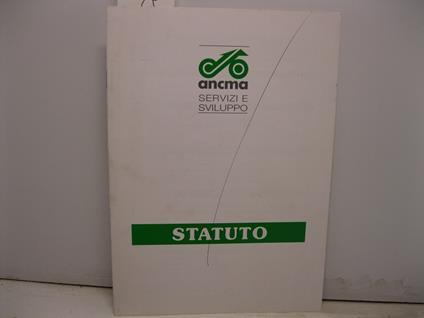 ancma
SERVIZI E
SVILUPPO
STATUTO